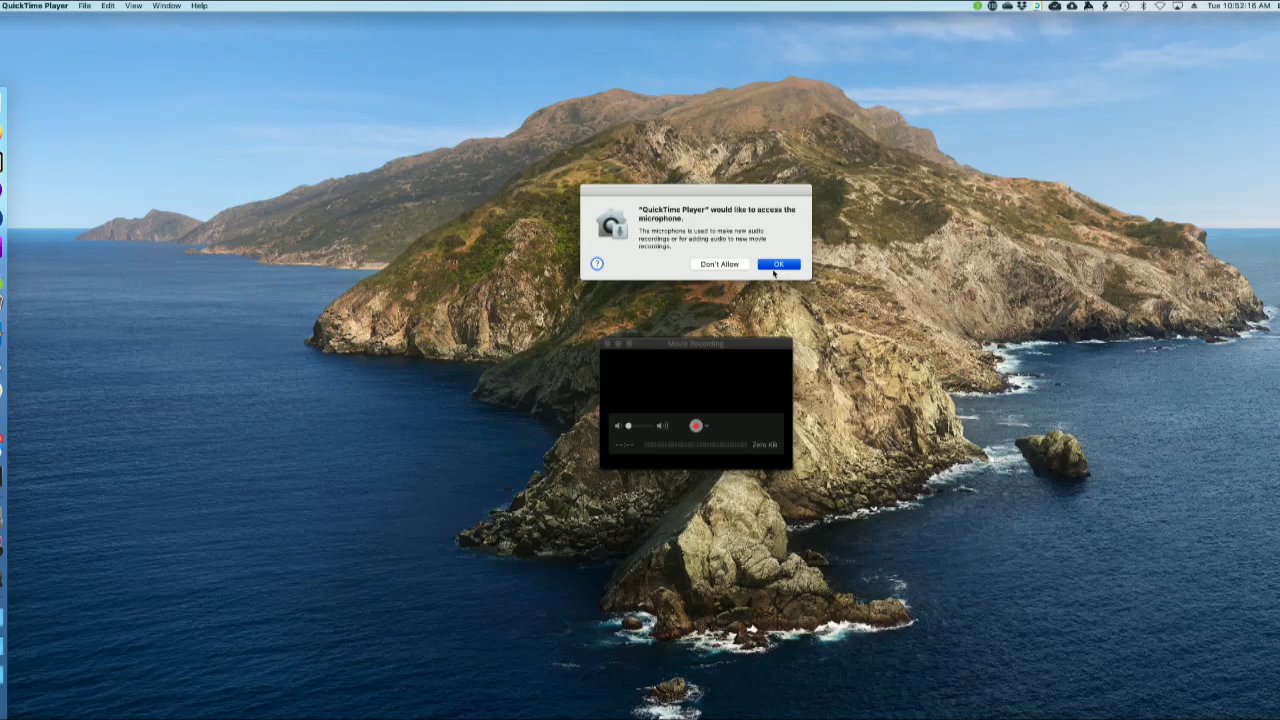 QuickTime Player File Edit View Window Help Tue 10:52:16 AM
"QuickTime Player" would like to access the
microphone.
The microphone is used to make new audio
recordings or for adding audio to new movie
recordings.
? Don't Allow OK
Movie Recording
--:-- Zero KB